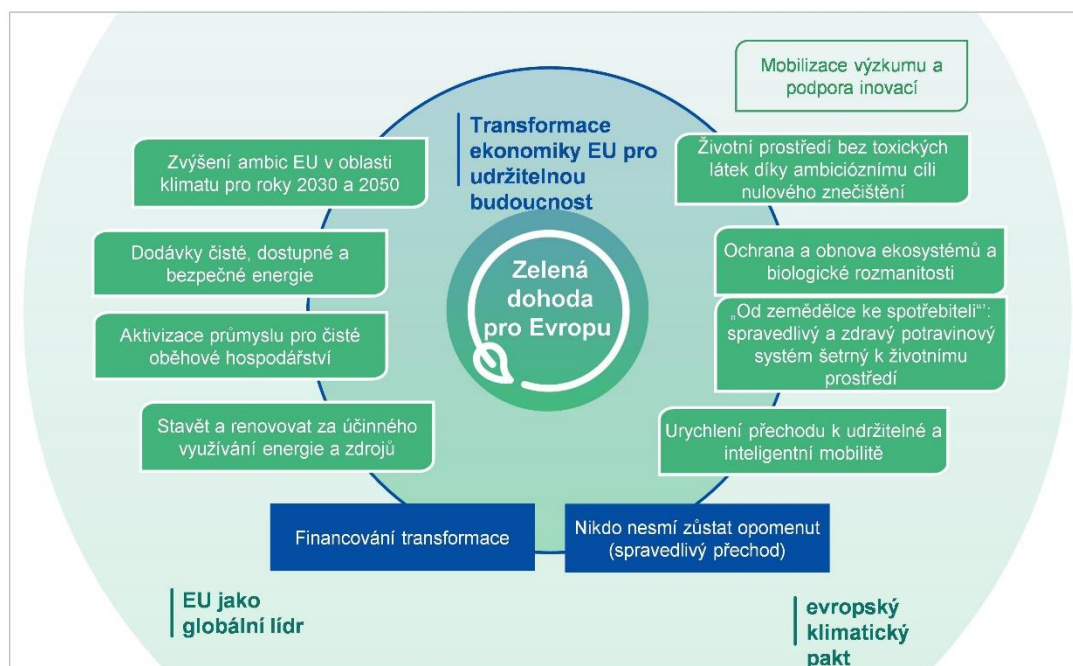 Mobilizace výzkumu a
podpora inovací
Transformace
ekonomiky EU pro
udržitelnou
budoucnost
Zvýšení ambic EU v oblasti
klimatu pro roky 2030 a 2050
Životní prostředí bez toxických
látek díky ambicióznímu cíli
nulového znečištění
Dodávky čisté, dostupné a
bezpečné energie
Zelená
dohoda
pro Evropu
Ochrana a obnova ekosystémů a
biologické rozmanitosti
Aktivizace průmyslu pro čisté
oběhové hospodářství
„Od zemědělce ke spotřebiteli“':
spravedlivý a zdravý potravinový
systém šetrný k životnímu
prostředí
Stavět a renovovat za účinného
využívání energie a zdrojů
Urychlení přechodu k udržitelné a
inteligentní mobilitě
Financování transformace
Nikdo nesmí zůstat opomenut
(spravedlivý přechod)
EU jako
globální lídr
evropský
klimatický
pakt